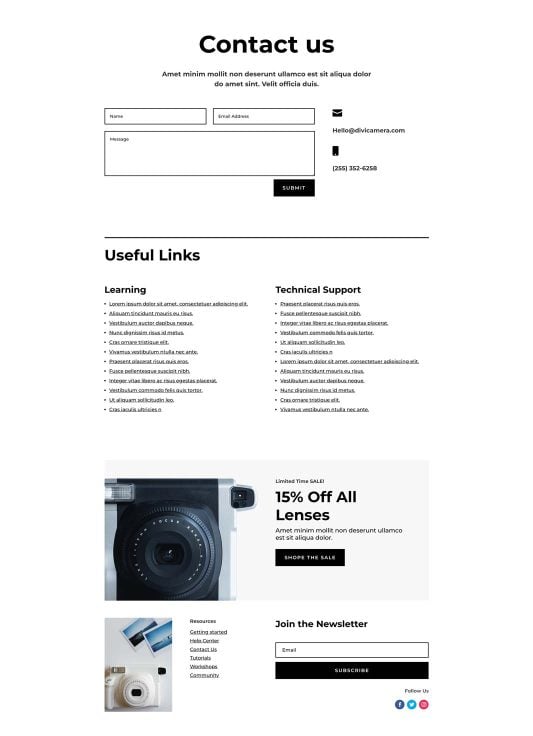 Contact us
Amet minim mollit non deserunt ullamco est sit aliqua dolor
do amet sint. Velit officia duis.
Name
Email Address
Message
SUBMIT
Hello@divicamera.com
(255) 352-6258
Useful Links
Learning
Lorem ipsum dolor sit amet, consectetuer adipiscing elit.
Aliquam tincidunt mauris eu risus.
Vestibulum auctor dapibus neque.
Nunc dignissim risus id metus.
Cras ornare tristique elit.
Vivamus vestibulum ntulla nec ante.
Praesent placerat risus quis eros.
Fusce pellentesque suscipit nibh.
Integer vitae libero ac risus egestas placerat.
Vestibulum commodo felis quis tortor.
Ut aliquam sollicitudin leo.
Cras iaculis ultricies n
Technical Support
Praesent placerat risus quis eros.
Fusce pellentesque suscipit nibh.
Integer vitae libero ac risus egestas placerat.
Vestibulum commodo felis quis tortor.
Ut aliquam sollicitudin leo.
Cras iaculis ultricies n
Lorem ipsum dolor sit amet, consectetuer adipiscing elit.
Aliquam tincidunt mauris eu risus.
Vestibulum auctor dapibus neque.
Nunc dignissim risus id metus.
Cras ornare tristique elit.
Vivamus vestibulum ntulla nec ante.
Limited Time SALE!
15% Off All
Lenses
Amet minim mollit non deserunt ullamco
est sit aliqua dolor.
SHOPE THE SALE
Resources
Getting started
Help Center
Contact Us
Tutorials
Workshops
Community
Join the Newsletter
Email
SUBSCRIBE
Follow Us